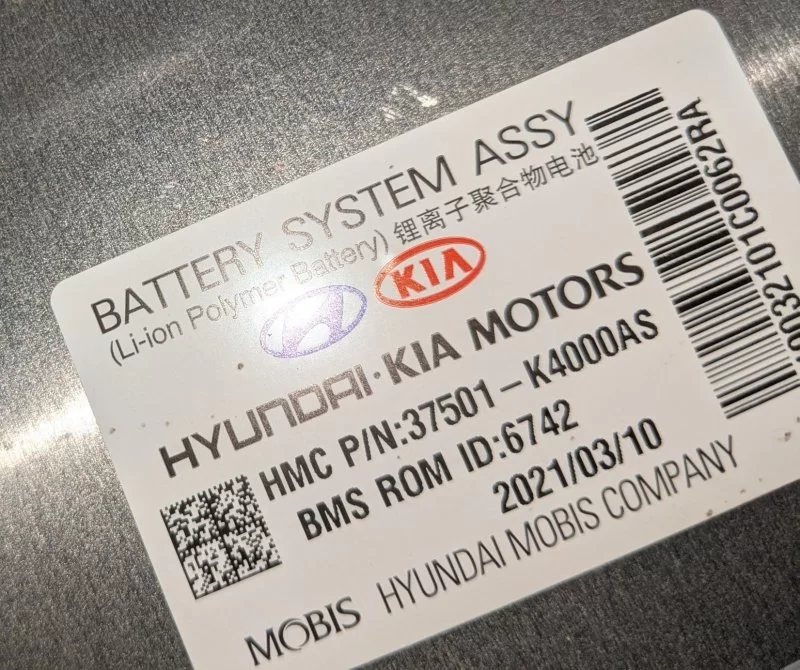 BATTERY SYSTEM ASSY
(Li-ion Polymer Battery) 锂离子聚合物电池
KIA
HYUNDAI·KIA MOTORS
HMC P/N:37501-K4000AS
BMS ROM ID:6742
2021/03/10
MOBIS HYUNDAI MOBIS COMPANY